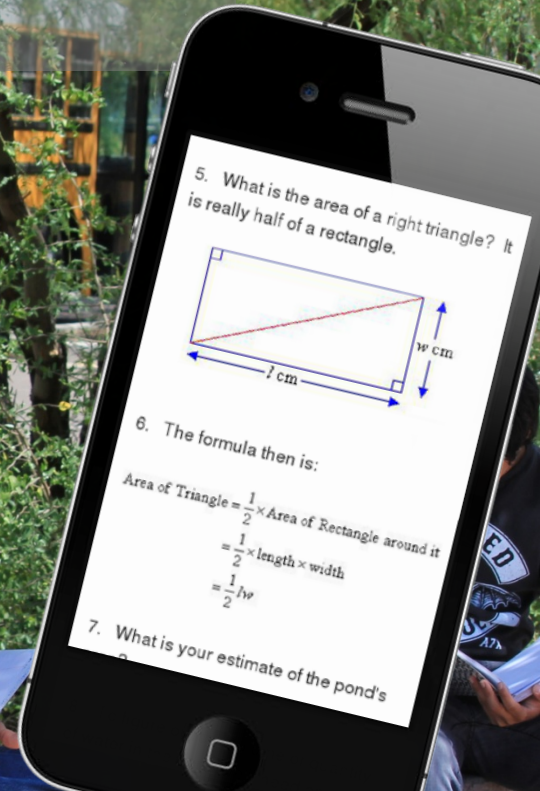 5. What is the area of a right triangle? It
is really half of a rectangle.
w cm
l cm
6. The formula then is:
Area of Triangle = 1/2 × Area of Rectangle around it
= 1/2 × length × width
= 1/2 lw
7. What is your estimate of the pond's
ED
A7X